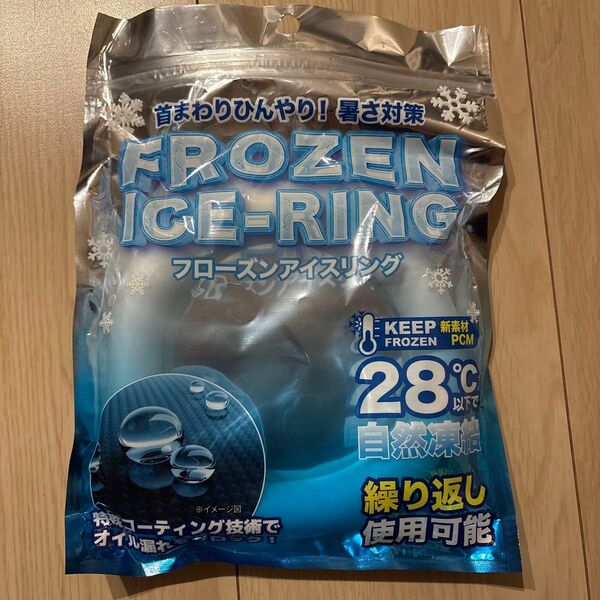 首まわりひんやり! 暑さ対策
FROZEN
ICE-RING
フローズンアイスリング
KEEP
FROZEN
新素材
PCM
28℃
以下で
自然凍結
※イメージ図
繰り返し
使用可能
特殊コーティング技術で
オイル漏れ